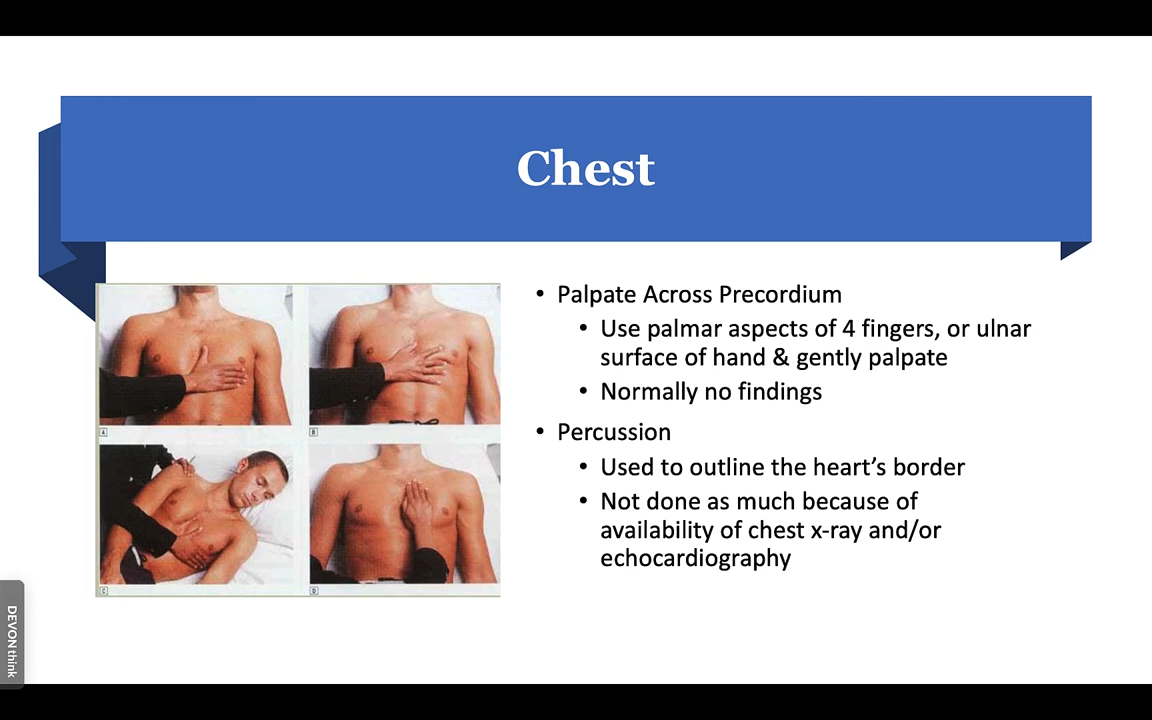 Chest
• Palpate Across Precordium
• Use palmar aspects of 4 fingers, or ulnar
surface of hand & gently palpate
• Normally no findings
• Percussion
• Used to outline the heart’s border
• Not done as much because of
availability of chest x-ray and/or
echocardiography
A
B
C
D
DEVONthink